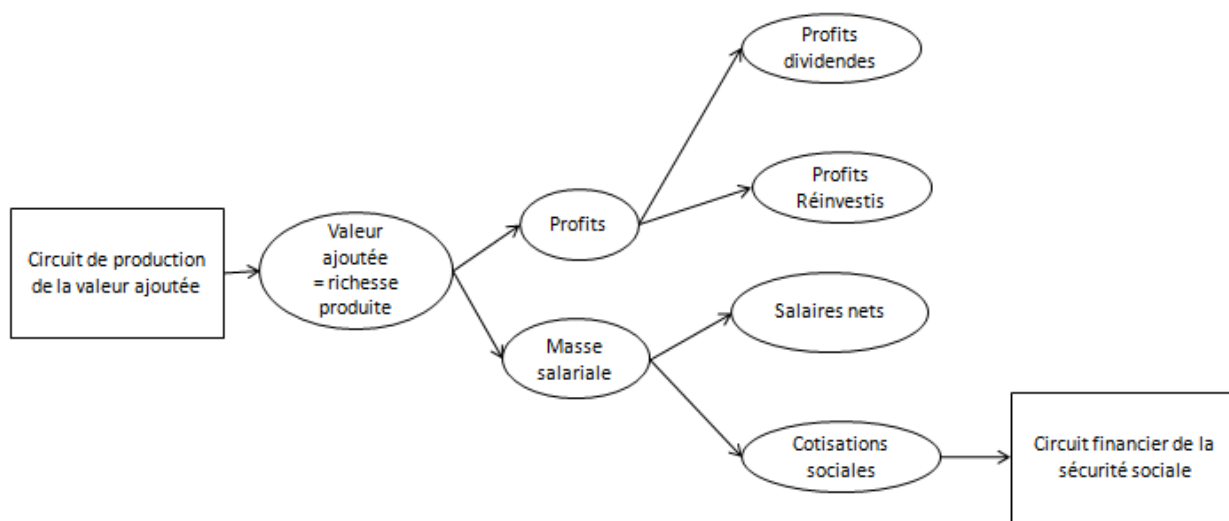 Circuit de production
de la valeur ajoutée
Valeur
ajoutée
= richesse
produite
Profits
Masse
salariale
Profits
dividendes
Profits
Réinvestis
Salaires nets
Cotisations
sociales
Circuit financier de la
sécurité sociale